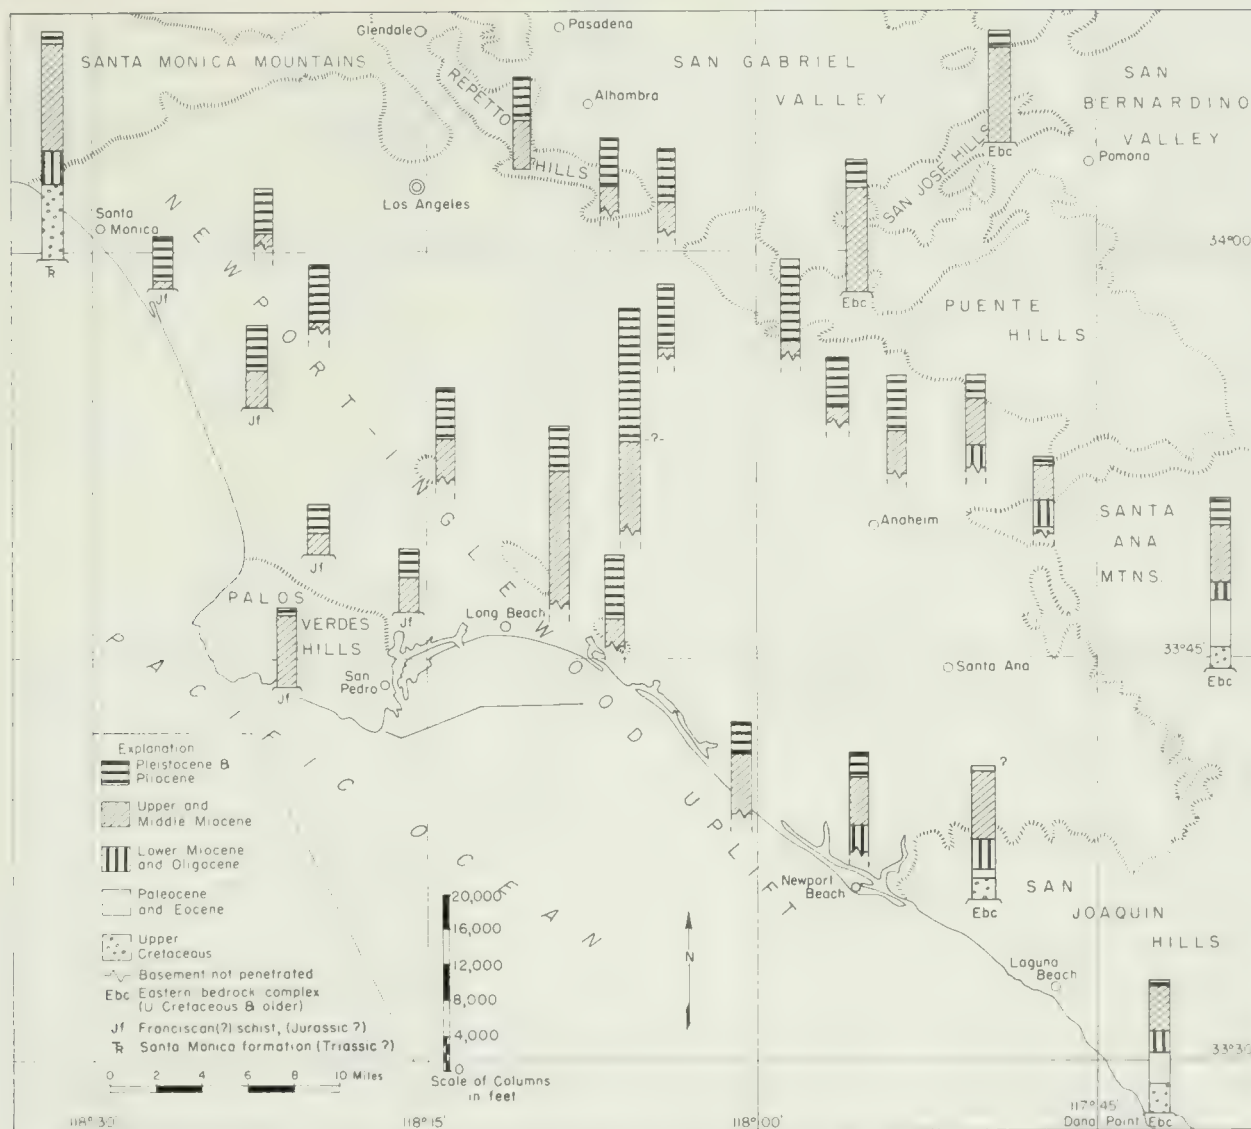 Glendale
Pasadena
SANTA MONICA MOUNTAINS
SAN GABRIEL
VALLEY
SAN
BERNARDINO
VALLEY
REPETTO
HILLS
Alhambra
SAN JOSE HILLS
Ebc
Pomona
Los Angeles
Santa
Monica
34°00'
Ꞧ
Jf
Ebc
PUENTE
HILLS
NEWPORT-INGLEWOOD UPLIFT
Jf
-?-
Anaheim
SANTA
ANA
MTNS.
Jf
PALOS
VERDES
HILLS
Jf
Long Beach
San
Pedro
Jf
Santa Ana
33°45'
Ebc
PACIFIC OCEAN
Explanation
Pleistocene &
Pliocene
Upper and
Middle Miocene
Lower Miocene
and Oligocene
Paleocene
and Eocene
Upper
Cretaceous
Basement not penetrated
Ebc Eastern bedrock complex
(U Cretaceous & older)
Jf Franciscan(?) schist, (Jurassic ?)
Ꞧ Santa Monica formation (Triassic ?)
0 2 4 6 8 10 Miles
20,000
16,000
12,000
8,000
4,000
0
Scale of Columns
in feet
N
?
Newport
Beach
Ebc
SAN
JOAQUIN
HILLS
Laguna
Beach
33°30'
118°30'
118°15'
118°00'
117°45'
Dana Point Ebc